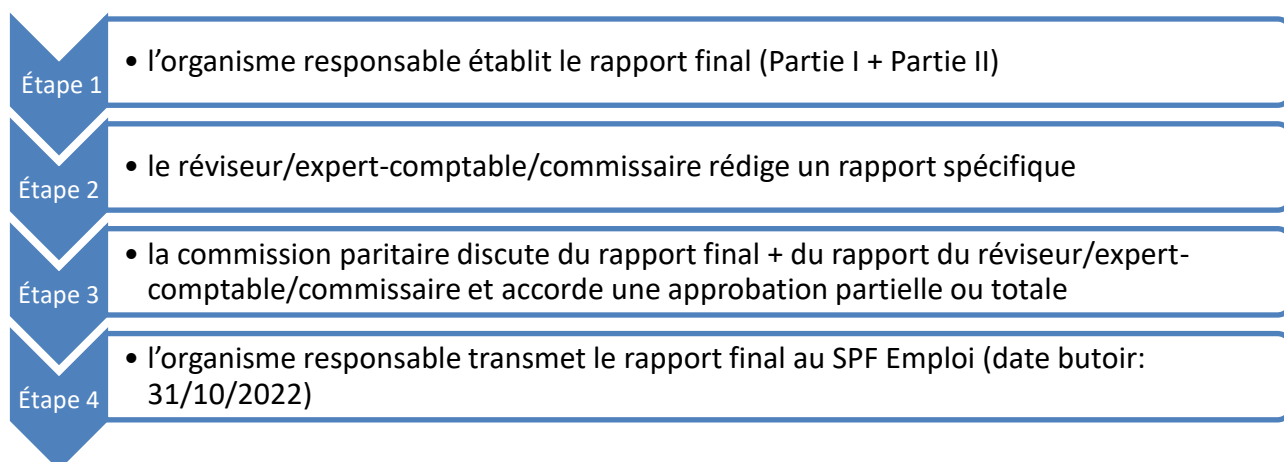 Étape 1
• l’organisme responsable établit le rapport final (Partie I + Partie II)
Étape 2
• le réviseur/expert-comptable/commissaire rédige un rapport spécifique
Étape 3
• la commission paritaire discute du rapport final + du rapport du réviseur/expert-
comptable/commissaire et accorde une approbation partielle ou totale
Étape 4
• l’organisme responsable transmet le rapport final au SPF Emploi (date butoir:
31/10/2022)